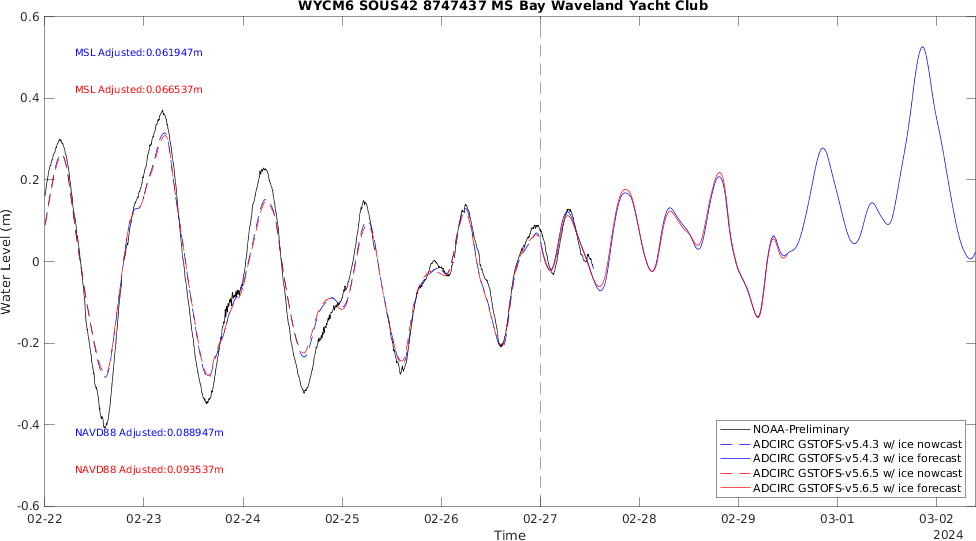 WYCM6 SOUS42 8747437 MS Bay Waveland Yacht Club
Water Level (m)
0.6
0.4
0.2
0
-0.2
-0.4
-0.6
MSL Adjusted:0.061947m
MSL Adjusted:0.066537m
NAVD88 Adjusted:0.088947m
NAVD88 Adjusted:0.093537m
NOAA-Preliminary
ADCIRC GSTOFS-v5.4.3 w/ ice nowcast
ADCIRC GSTOFS-v5.4.3 w/ ice forecast
ADCIRC GSTOFS-v5.6.5 w/ ice nowcast
ADCIRC GSTOFS-v5.6.5 w/ ice forecast
02-22 02-23 02-24 02-25 02-26 02-27 02-28 02-29 03-01 03-02
Time
2024